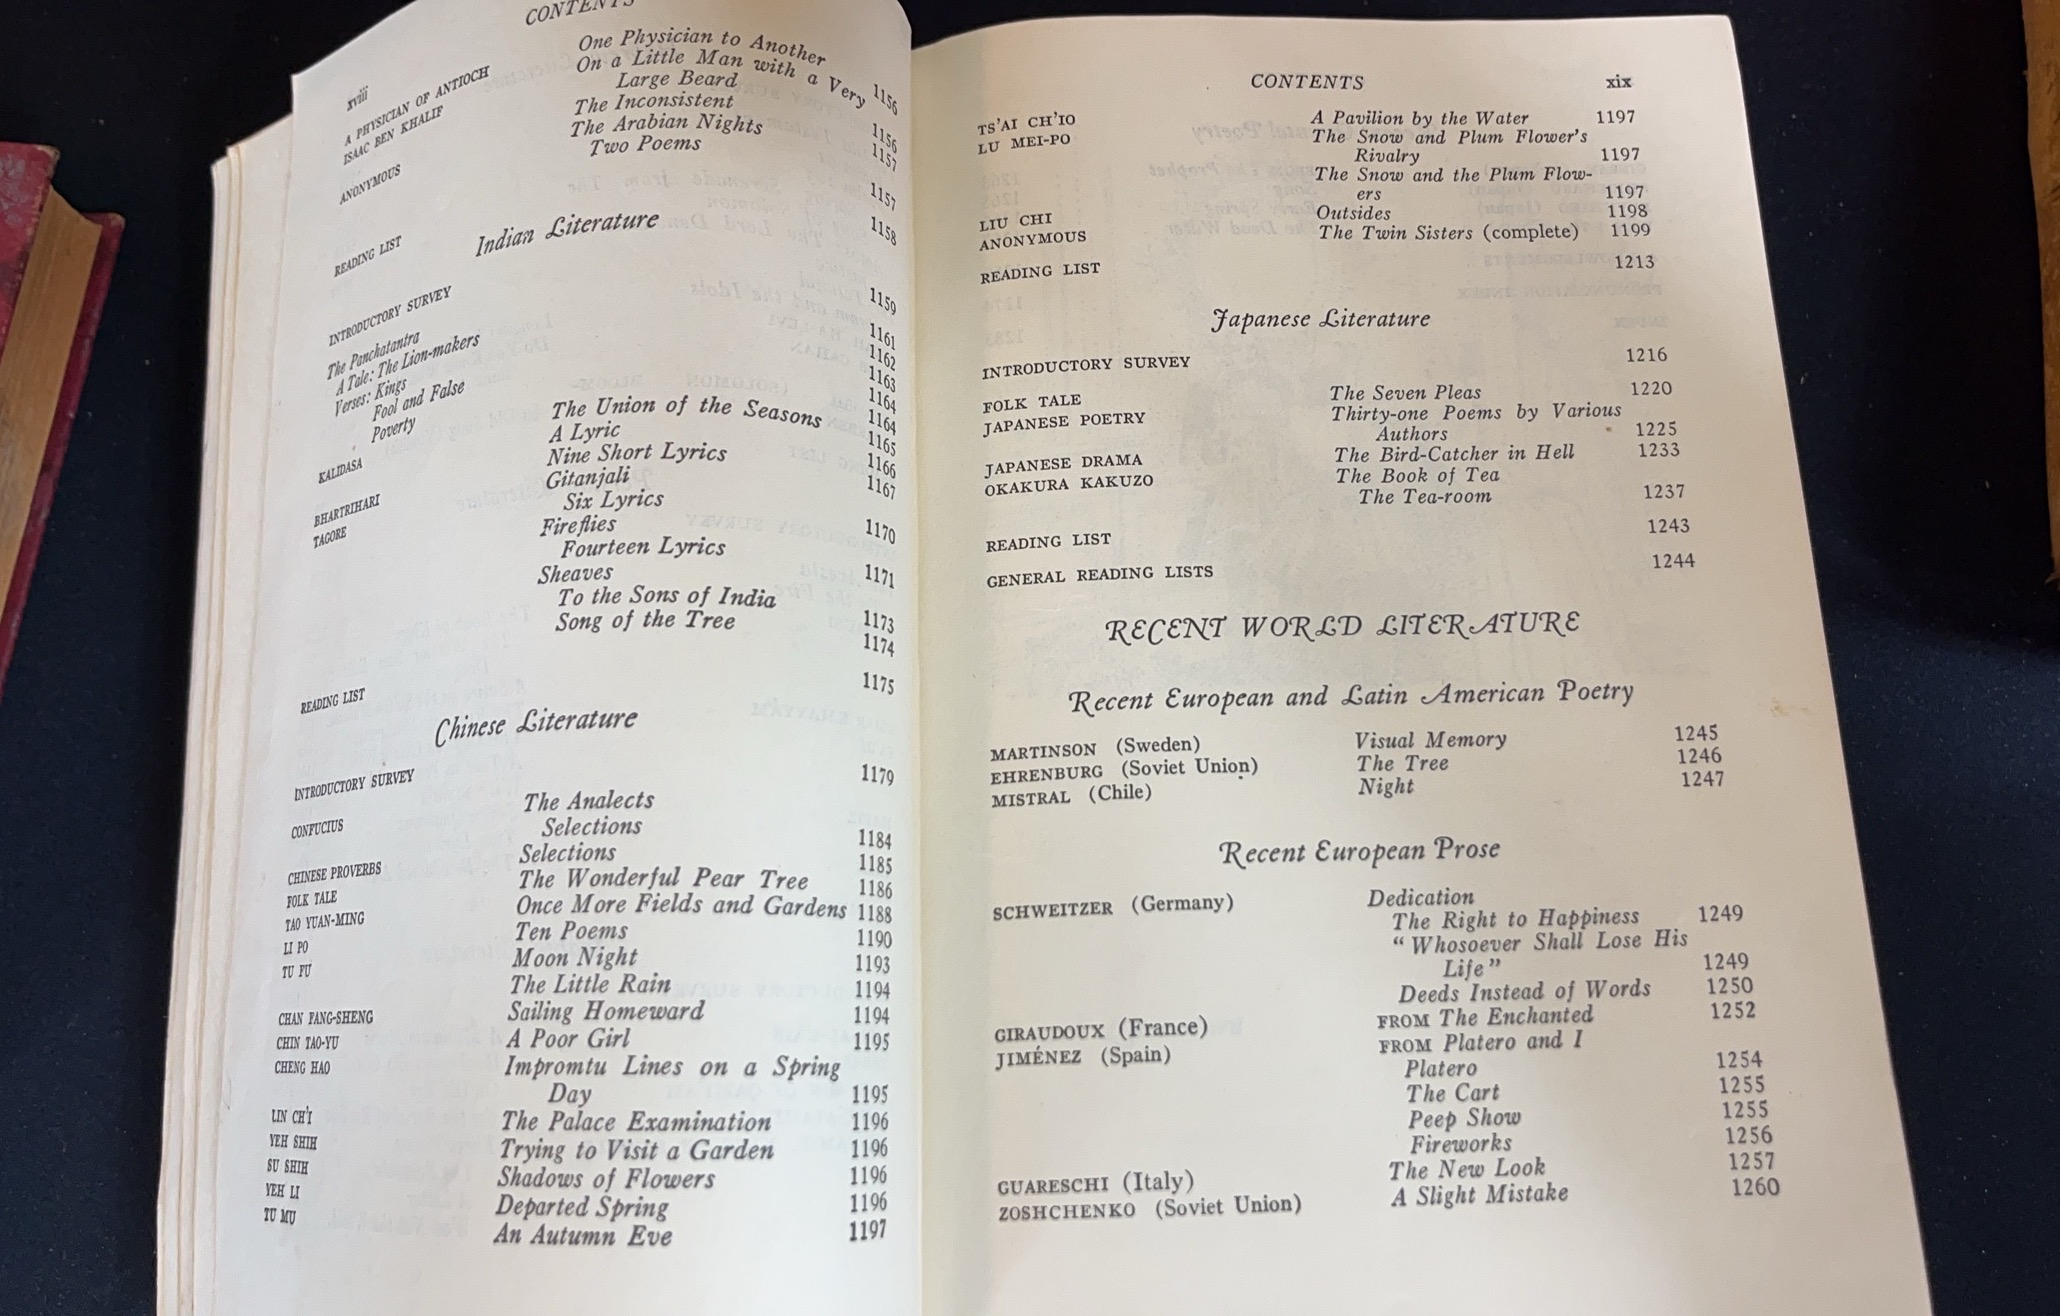 CONTENTS
xviii
A PHYSICIAN OF ANTIOCH One Physician to Another 1156
ISAAC BEN KHALIF On a Little Man with a Very
Large Beard 1156
The Inconsistent 1157
ANONYMOUS The Arabian Nights
Two Poems 1157
READING LIST 1158
Indian Literature
INTRODUCTORY SURVEY 1159
The Panchatantra
A Tale: The Lion-makers 1161
Verses: Kings 1162
Fool and False 1163
Poverty 1164
KALIDASA The Union of the Seasons 1164
A Lyric 1165
BHARTRIHARI Nine Short Lyrics 1166
TAGORE Gitanjali
Six Lyrics 1167
Fireflies
Fourteen Lyrics 1170
Sheaves
To the Sons of India 1171
Song of the Tree 1173
1174
READING LIST 1175
Chinese Literature
INTRODUCTORY SURVEY 1179
CONFUCIUS The Analects
Selections 1184
CHINESE PROVERBS Selections 1185
FOLK TALE The Wonderful Pear Tree 1186
TAO YUAN-MING Once More Fields and Gardens 1188
LI PO Ten Poems 1190
TU FU Moon Night 1193
The Little Rain 1194
CHAN FANG-SHENG Sailing Homeward 1194
CHIN TAO-YU A Poor Girl 1195
CHENG HAO Impromtu Lines on a Spring
Day 1195
LIN CH'I The Palace Examination 1196
YEH SHIH Trying to Visit a Garden 1196
SU SHIH Shadows of Flowers 1196
YEH LI Departed Spring 1196
TU MU An Autumn Eve 1197
CONTENTS xix
TS'AI CH'IO A Pavilion by the Water 1197
LU MEI-PO The Snow and Plum Flower's
Rivalry 1197
The Snow and the Plum Flow-
ers 1197
LIU CHI Outsides 1198
ANONYMOUS The Twin Sisters (complete) 1199
READING LIST 1213
Japanese Literature
INTRODUCTORY SURVEY 1216
FOLK TALE The Seven Pleas 1220
JAPANESE POETRY Thirty-one Poems by Various
Authors 1225
JAPANESE DRAMA The Bird-Catcher in Hell 1233
OKAKURA KAKUZO The Book of Tea
The Tea-room 1237
READING LIST 1243
GENERAL READING LISTS 1244
RECENT WORLD LITERATURE
Recent European and Latin American Poetry
MARTINSON (Sweden) Visual Memory 1245
EHRENBURG (Soviet Union) The Tree 1246
MISTRAL (Chile) Night 1247
Recent European Prose
SCHWEITZER (Germany) Dedication
The Right to Happiness 1249
"Whosoever Shall Lose His
Life" 1249
Deeds Instead of Words 1250
GIRAUDOUX (France) FROM The Enchanted 1252
JIMÉNEZ (Spain) FROM Platero and I
Platero 1254
The Cart 1255
Peep Show 1255
Fireworks 1256
GUARESCHI (Italy) The New Look 1257
ZOSHCHENKO (Soviet Union) A Slight Mistake 1260